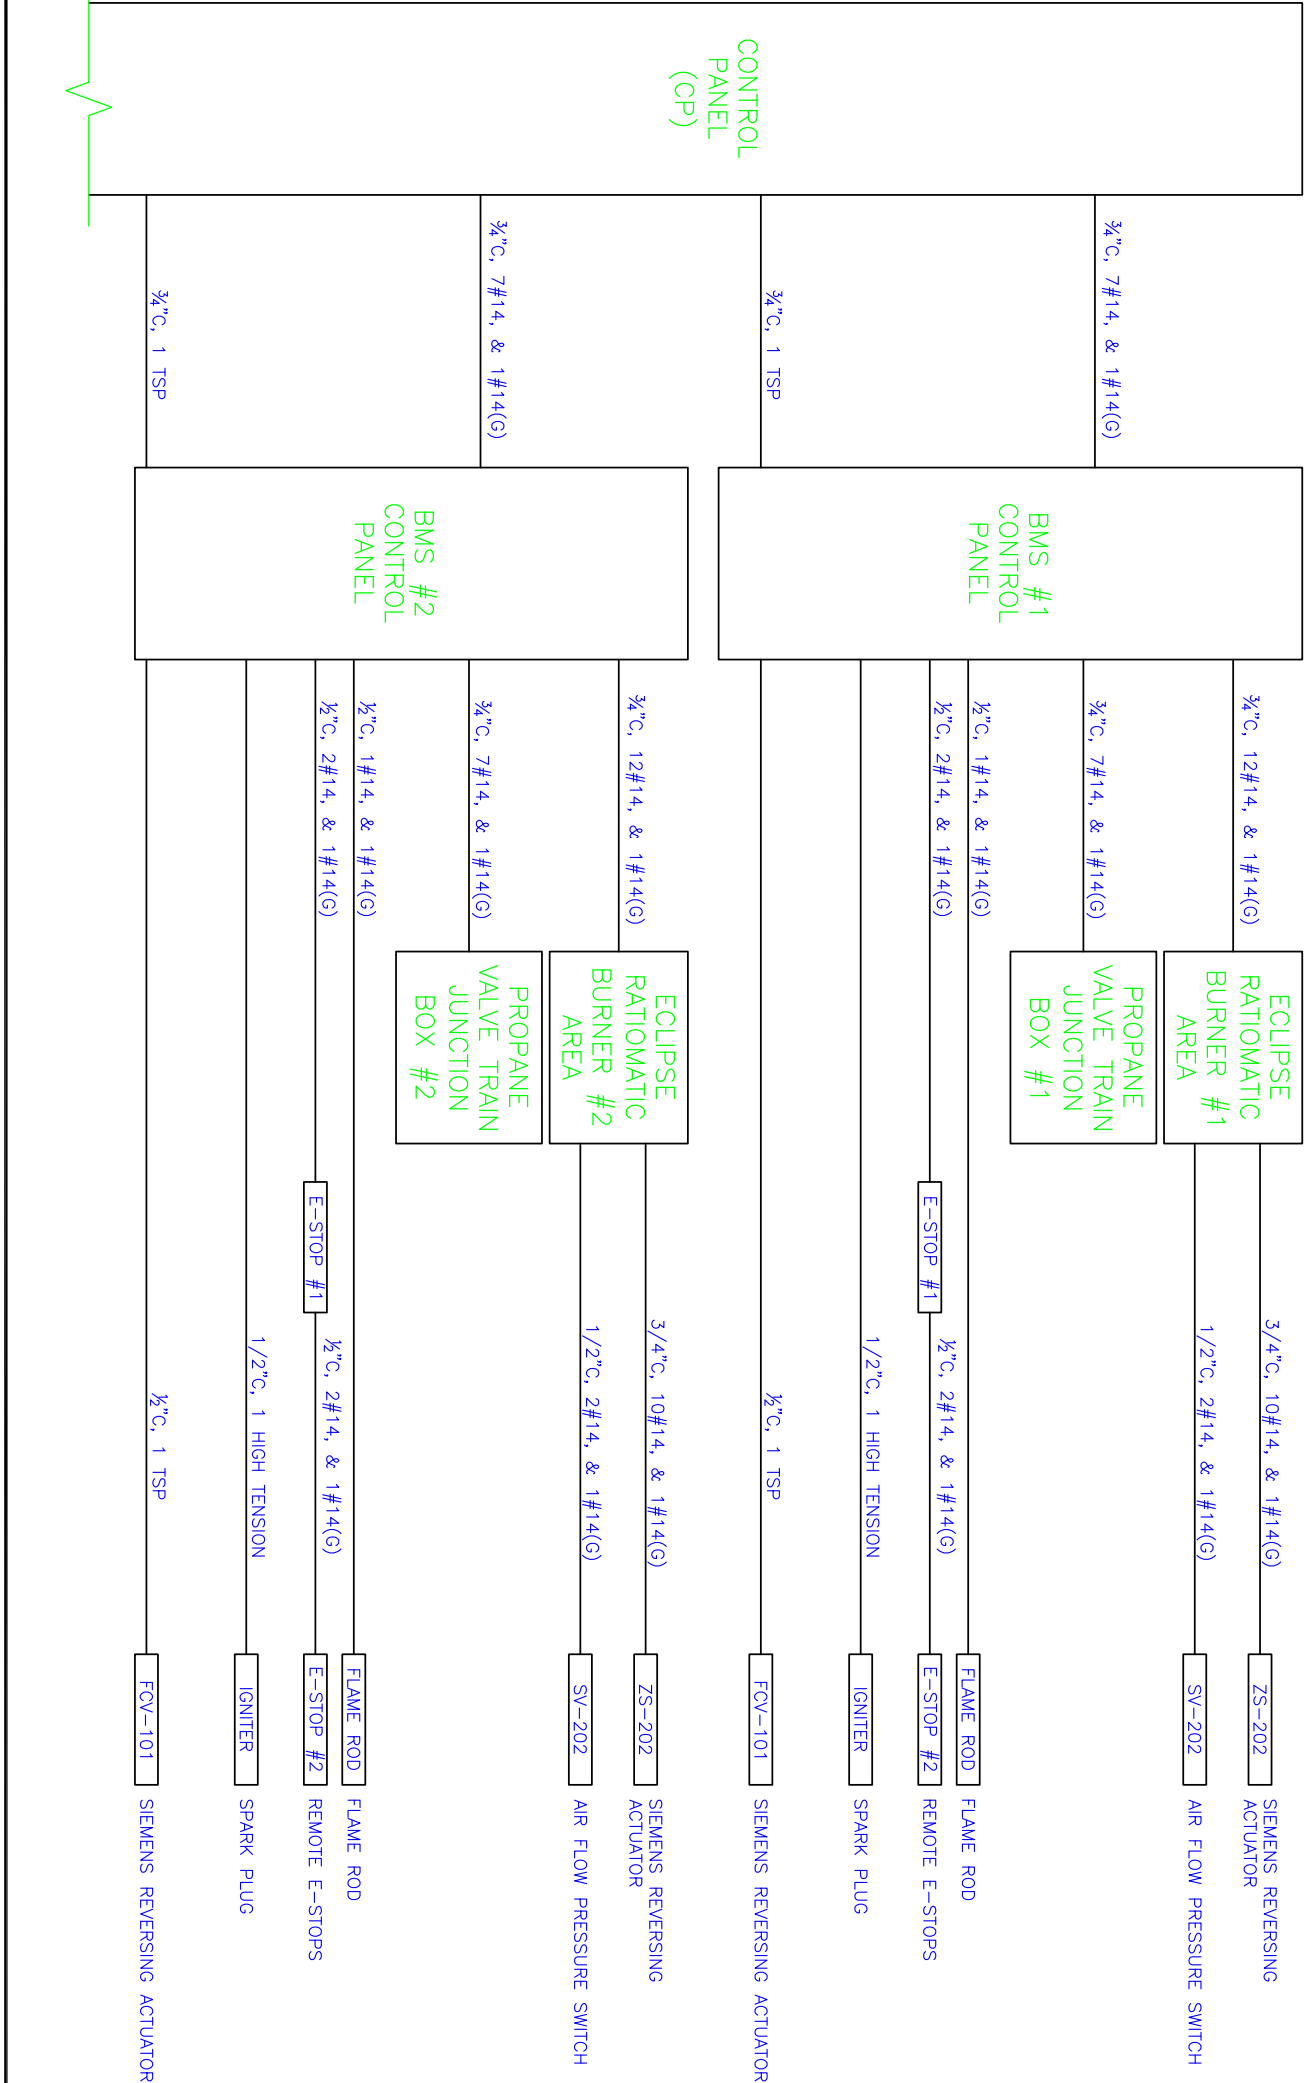 CONTROL
PANEL
(CP)
¾"C, 7#14, & 1#14(G)
¾"C, 1 TSP
¾"C, 7#14, & 1#14(G)
¾"C, 1 TSP
BMS #1
CONTROL
PANEL
¾"C, 12#14, & 1#14(G)
¾"C, 7#14, & 1#14(G)
½"C, 1#14, & 1#14(G)
½"C, 2#14, & 1#14(G)
ECLIPSE
RATIOMATIC
BURNER #1
AREA
PROPANE
VALVE TRAIN
JUNCTION
BOX #1
E-STOP #1
3/4"C, 10#14, & 1#14(G)
1/2"C, 2#14, & 1#14(G)
½"C, 2#14, & 1#14(G)
1/2"C, 1 HIGH TENSION
½"C, 1 TSP
ZS-202
SIEMENS REVERSING
ACTUATOR
SV-202
AIR FLOW PRESSURE SWITCH
FLAME ROD
FLAME ROD
E-STOP #2
REMOTE E-STOPS
IGNITER
SPARK PLUG
FCV-101
SIEMENS REVERSING ACTUATOR
BMS #2
CONTROL
PANEL
¾"C, 12#14, & 1#14(G)
¾"C, 7#14, & 1#14(G)
½"C, 1#14, & 1#14(G)
½"C, 2#14, & 1#14(G)
ECLIPSE
RATIOMATIC
BURNER #2
AREA
PROPANE
VALVE TRAIN
JUNCTION
BOX #2
E-STOP #1
3/4"C, 10#14, & 1#14(G)
1/2"C, 2#14, & 1#14(G)
½"C, 2#14, & 1#14(G)
1/2"C, 1 HIGH TENSION
½"C, 1 TSP
ZS-202
SIEMENS REVERSING
ACTUATOR
SV-202
AIR FLOW PRESSURE SWITCH
FLAME ROD
FLAME ROD
E-STOP #2
REMOTE E-STOPS
IGNITER
SPARK PLUG
FCV-101
SIEMENS REVERSING ACTUATOR